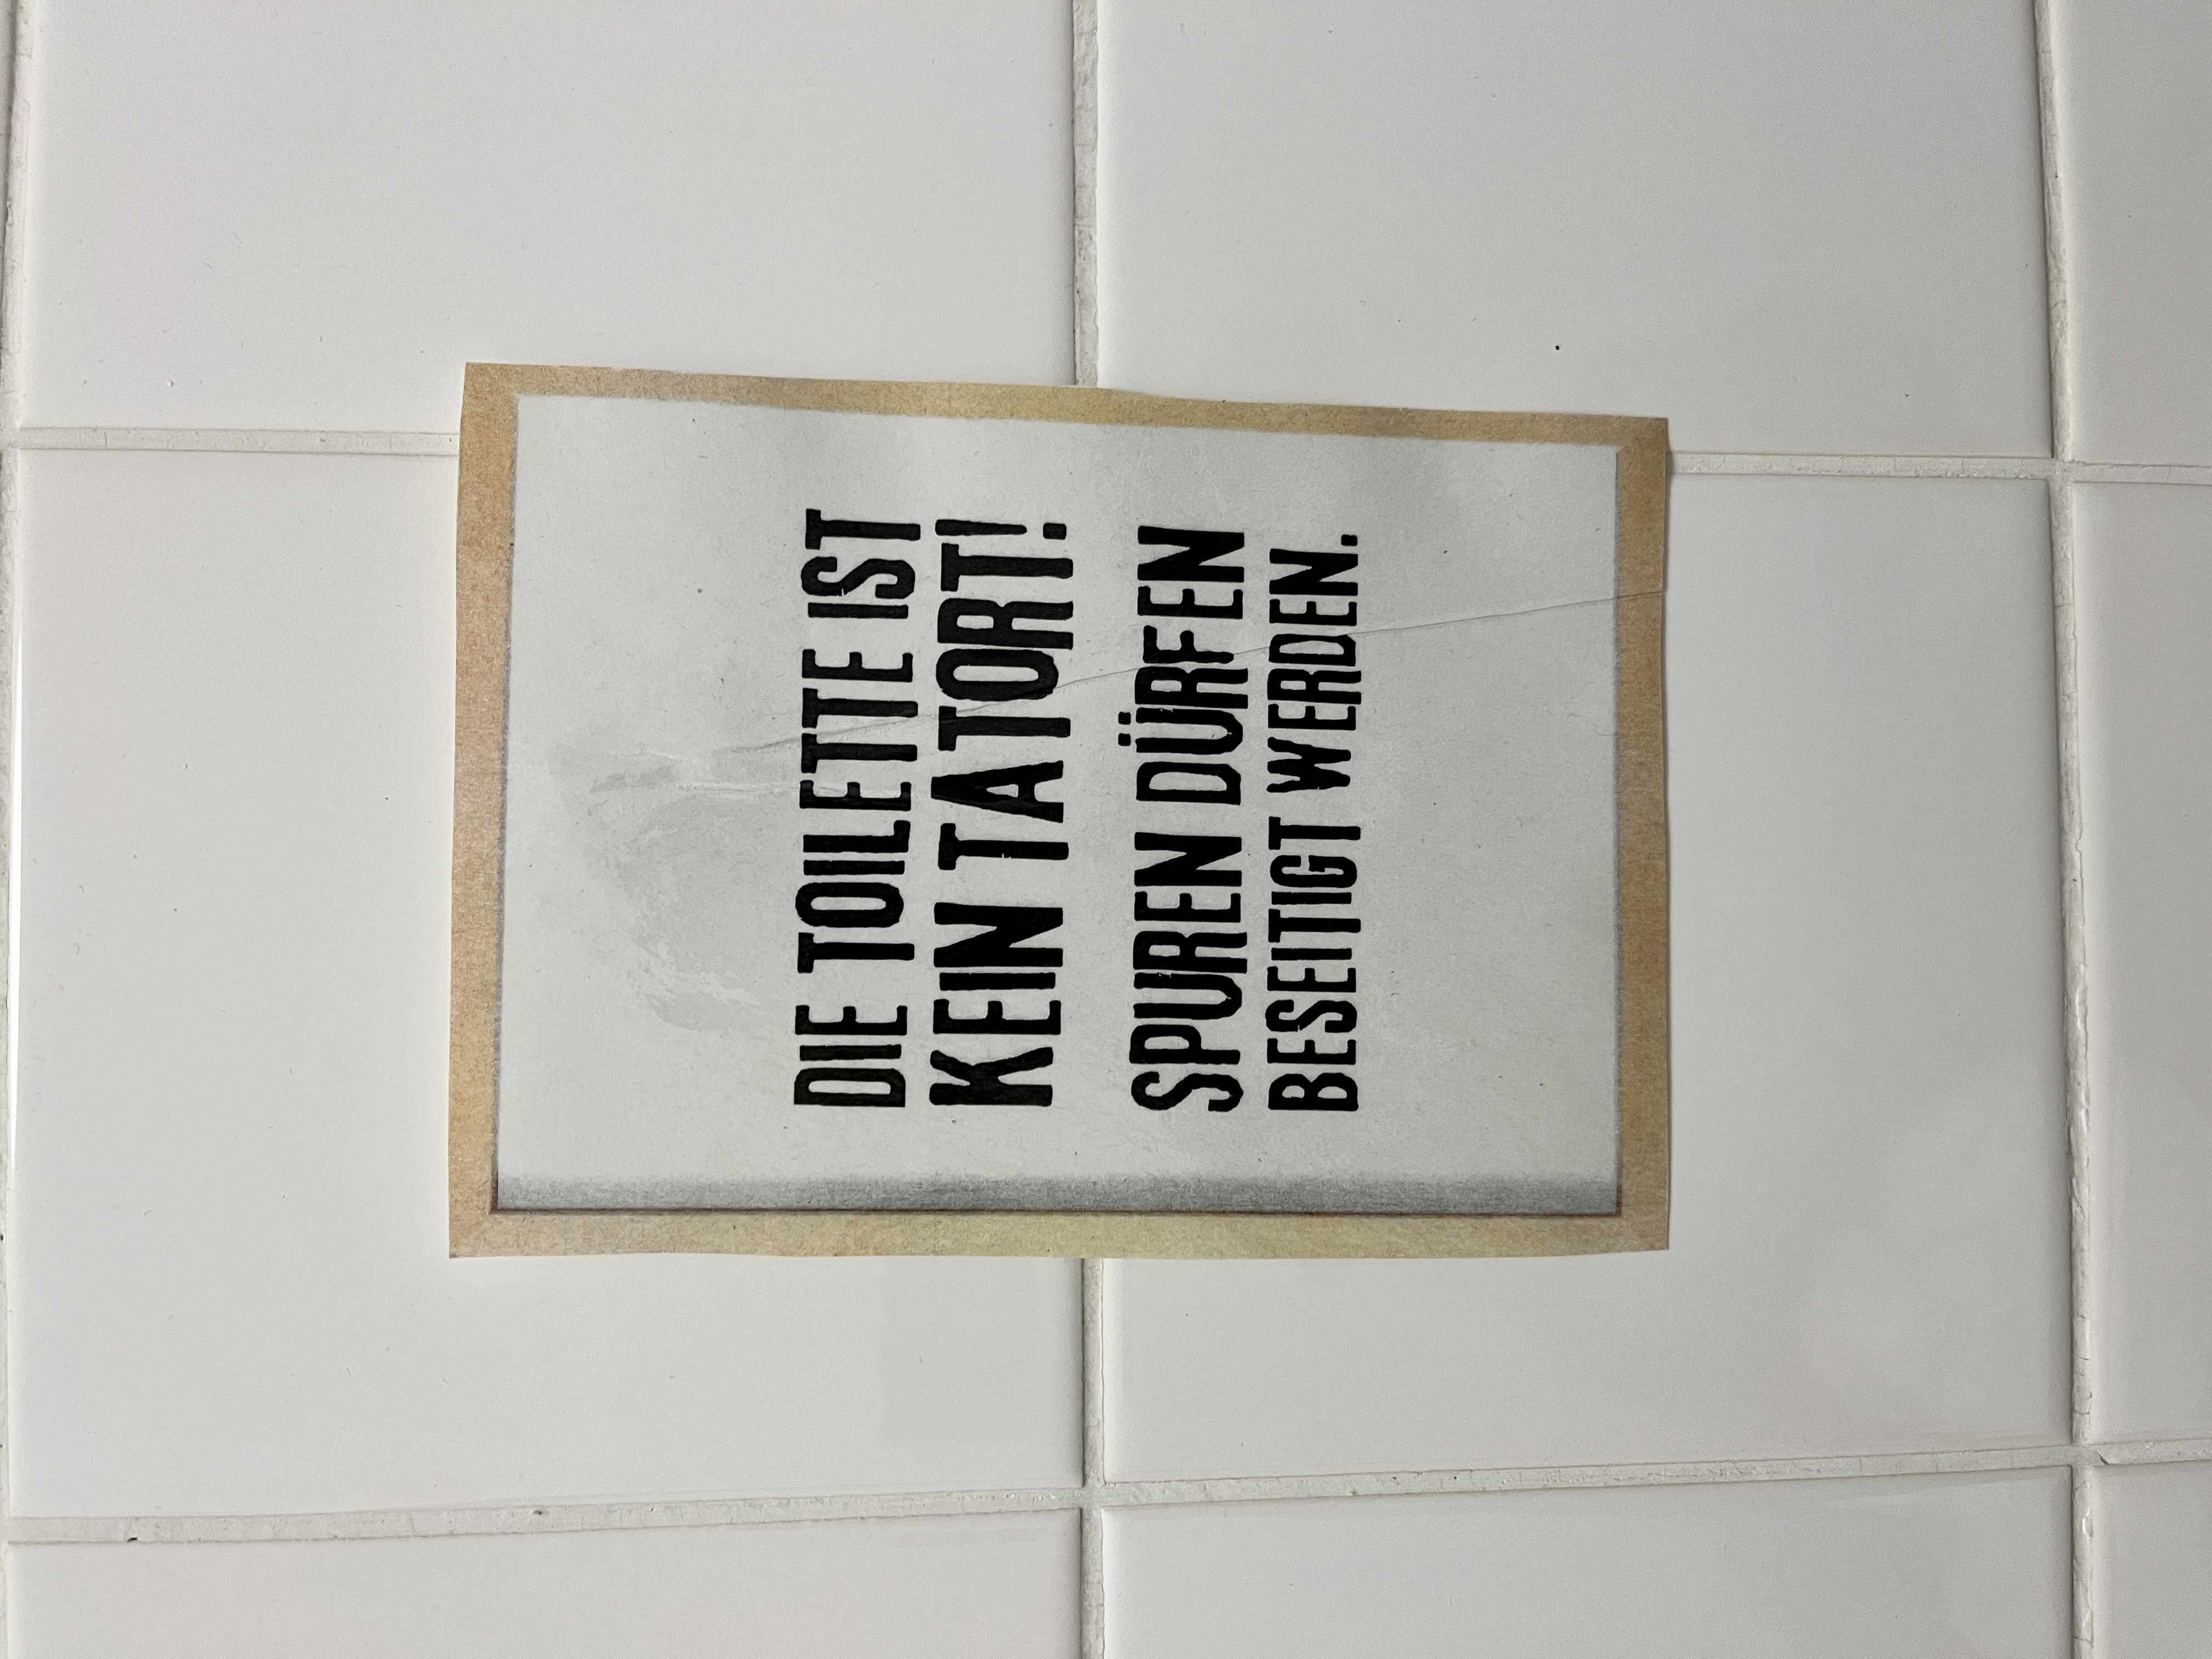 DIE TOILETTE IST
KEIN TATORT!
SPUREN DÜRFEN
BESEITIGT WERDEN.